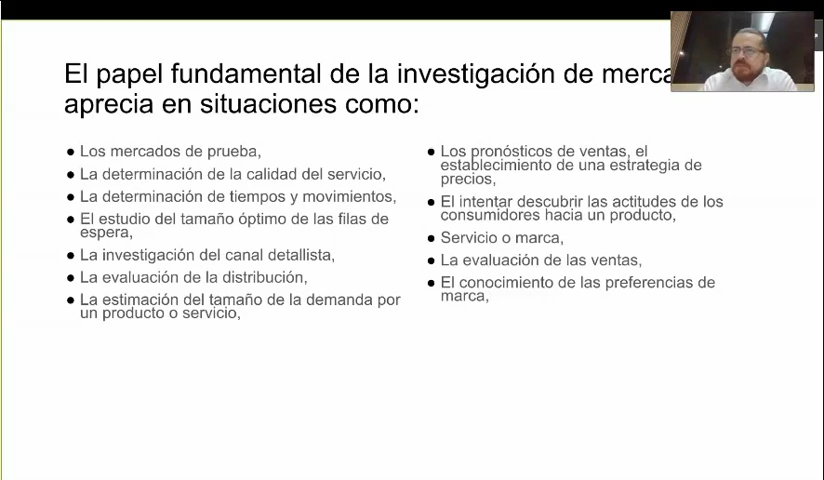 El papel fundamental de la investigación de
aprecia en situaciones como:
● Los mercados de prueba,
● La determinación de la calidad del servicio,
● La determinación de tiempos y movimientos,
● El estudio del tamaño óptimo de las filas de
espera,
● La investigación del canal detallista,
● La evaluación de la distribución,
● La estimación del tamaño de la demanda por
un producto o servicio,
● Los pronósticos de ventas, el
establecimiento de una estrategia de
precios,
● El intentar descubrir las actitudes de los
consumidores hacia un producto,
● Servicio o marca,
● La evaluación de las ventas,
● El conocimiento de las preferencias de
marca,